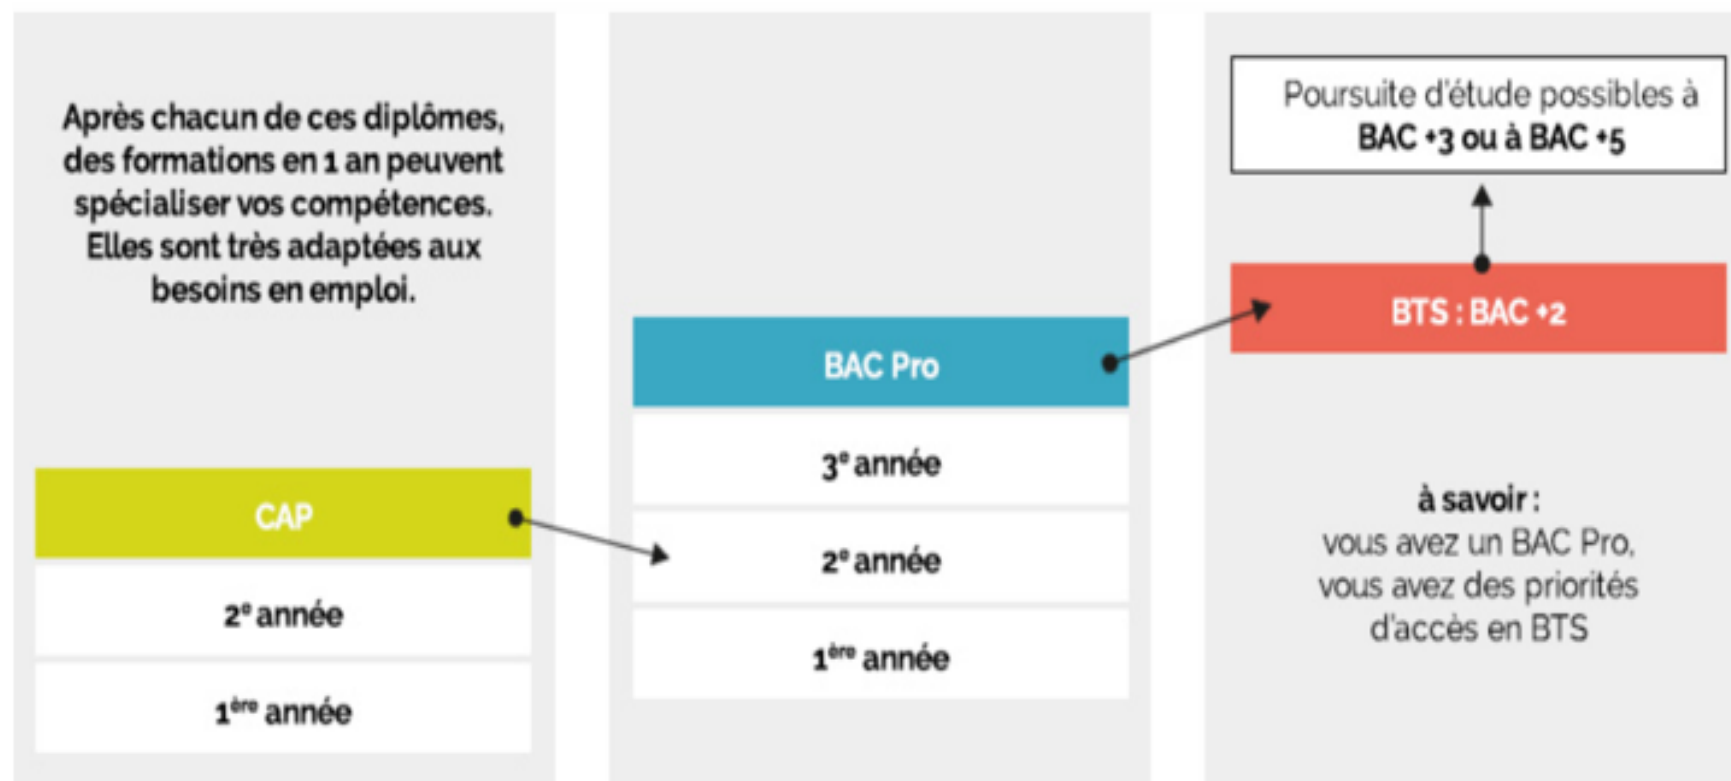 Après chacun de ces diplômes,
des formations en 1 an peuvent
spécialiser vos compétences.
Elles sont très adaptées aux
besoins en emploi.
CAP
2e année
1ère année
BAC Pro
3e année
2e année
1ère année
Poursuite d'étude possibles à
BAC +3 ou à BAC +5
BTS : BAC +2
à savoir :
vous avez un BAC Pro,
vous avez des priorités
d'accès en BTS